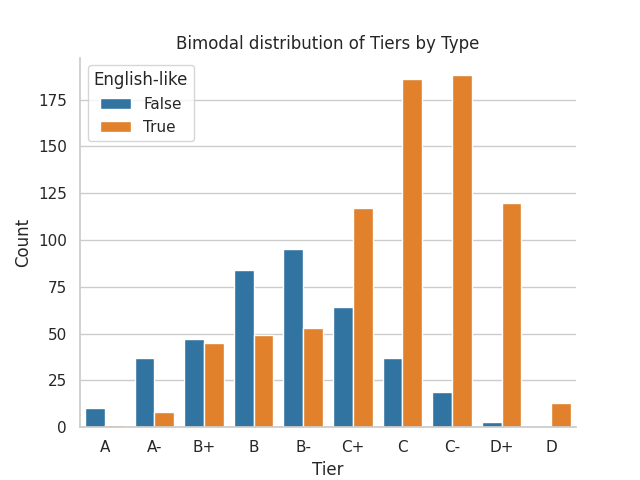 Bimodal distribution of Tiers by Type
English-like
False
True
175
150
125
100
75
50
25
0
Count
A A- B+ B B- C+ C C- D+ D
Tier